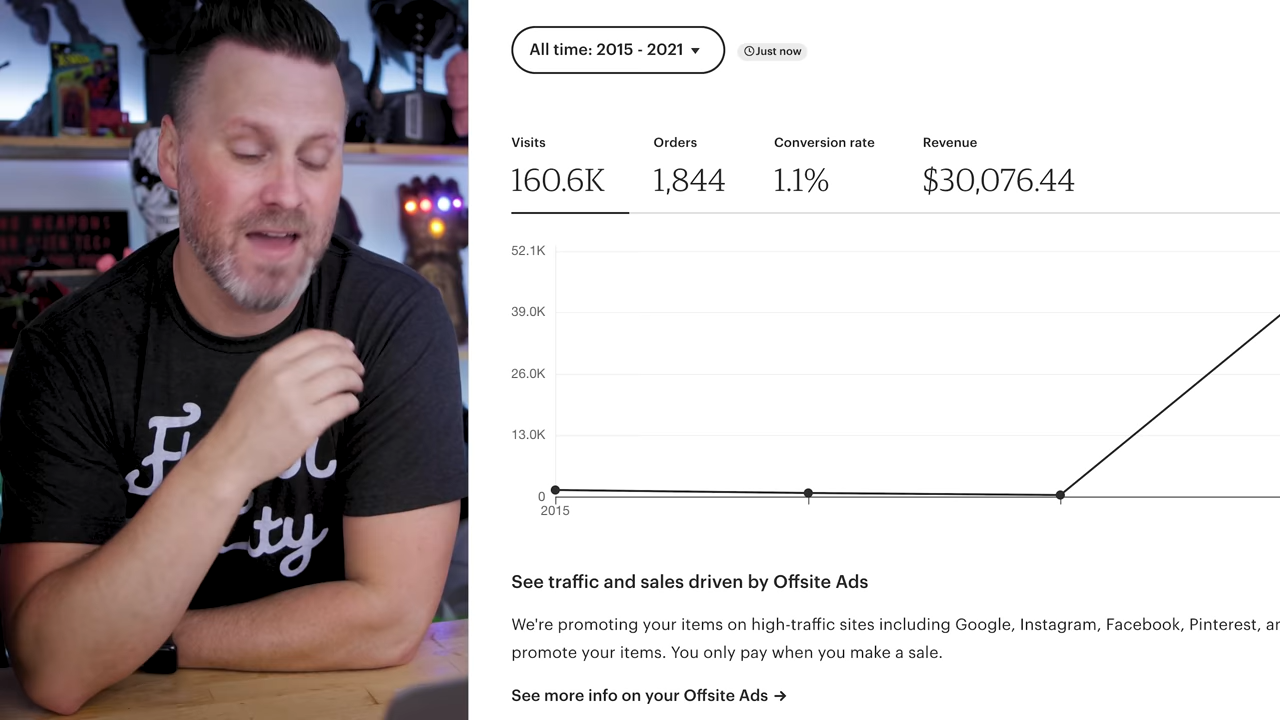 All time: 2015 - 2021
Just now
Visits
Orders
Conversion rate
Revenue
160.6K
1,844
1.1%
$30,076.44
52.1K
39.0K
26.0K
13.0K
0
2015
See traffic and sales driven by Offsite Ads
We're promoting your items on high-traffic sites including Google, Instagram, Facebook, Pinterest,
promote your items. You only pay when you make a sale.
See more info on your Offsite Ads →